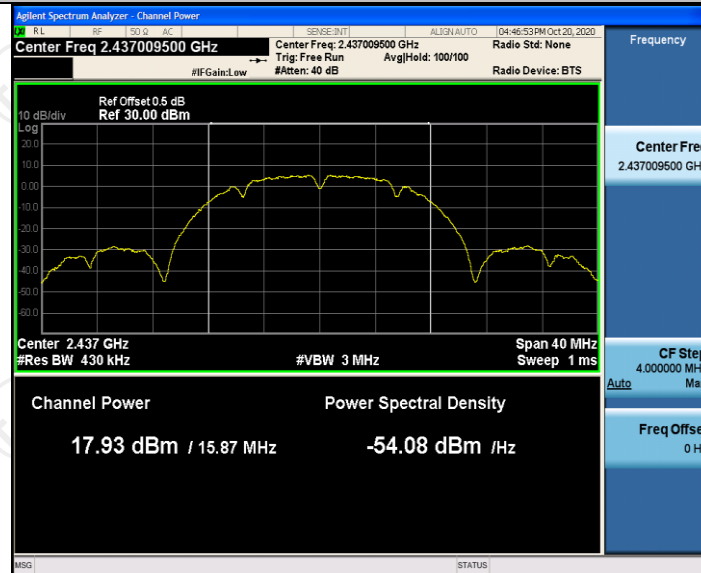 Agilent Spectrum Analyzer - Channel Power
RL RF 50 Ω AC SENSE:INT ALIGN AUTO 04:46:53 PM Oct 20, 2020
Center Freq 2.437009500 GHz
Center Freq: 2.437009500 GHz
Radio Std: None
Trig: Free Run Avg|Hold: 100/100
#IFGain:Low #Atten: 40 dB Radio Device: BTS
Frequency
Ref Offset 0.5 dB
10 dB/div Ref 30.00 dBm
Log
20.0
10.0
0.00
-10.0
-20.0
-30.0
-40.0
-50.0
-60.0
Center Fre
2.437009500 GH
Center 2.437 GHz Span 40 MHz
#Res BW 430 kHz #VBW 3 MHz Sweep 1 ms
CF Step
4.000000 MH
Auto Ma
Channel Power Power Spectral Density
17.93 dBm / 15.87 MHz -54.08 dBm /Hz
Freq Offse
0 H
MSG STATUS